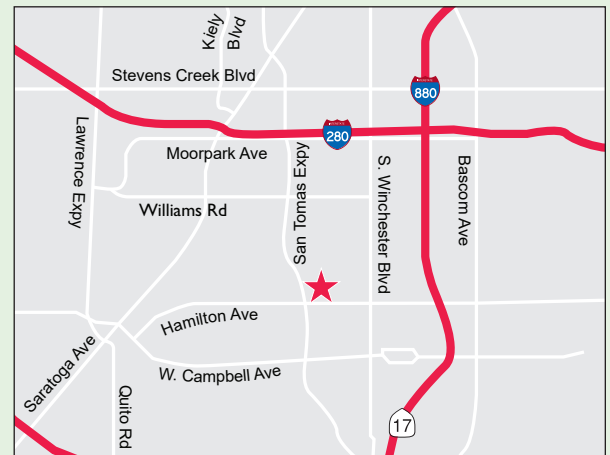 Kiely
Blvd
Stevens Creek Blvd
880
280
Moorpark Ave
Lawrence Expy
San Tomas Expy
S. Winchester Blvd
Bascom Ave
Williams Rd
Hamilton Ave
Saratoga Ave
W. Campbell Ave
Quito Rd
17